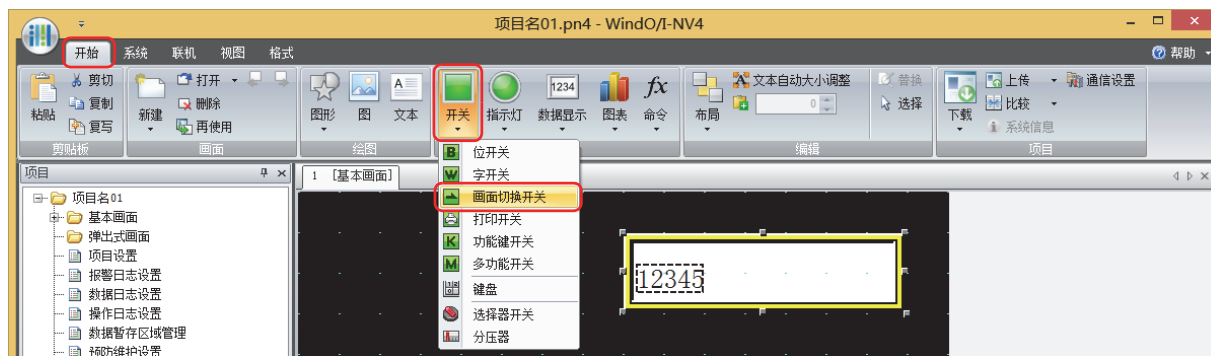 项目名01.pn4 - WindO/I-NV4
开始 系统 联机 视图 格式 帮助
粘贴 剪切 复制 复写
新建 打开 删除 再使用
图形 图 文本
开关 指示灯 数据显示 图表 命令
1234
布局 文本自动大小调整 0
替换 选择
下载 上传 比较 系统信息 通信设置
剪贴板 画面 绘图 编辑 项目
项目
项目名01
基本画面
弹出式画面
项目设置
报警日志设置
数据日志设置
操作日志设置
数据暂存区域管理
预防维护设置
1 [基本画面]
B 位开关
W 字开关
画面切换开关
打印开关
K 功能键开关
M 多功能开关
键盘
选择器开关
分压器
12345